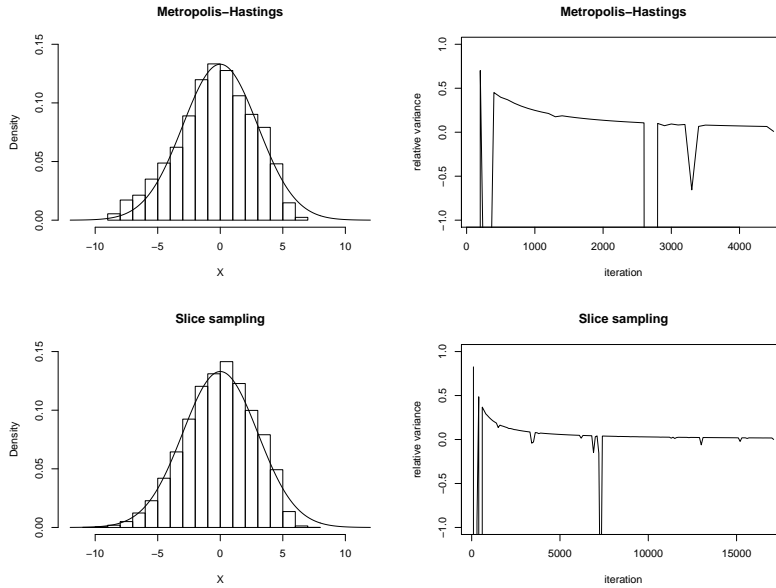 Metropolis−Hastings
Density
0.00 0.05 0.10 0.15
−10 −5 0 5 10
X
Metropolis−Hastings
relative variance
−1.0 −0.5 0.0 0.5 1.0
0 1000 2000 3000 4000
iteration
Slice sampling
Density
0.00 0.05 0.10 0.15
−10 −5 0 5 10
X
Slice sampling
relative variance
−1.0 −0.5 0.0 0.5 1.0
0 5000 10000 15000
iteration